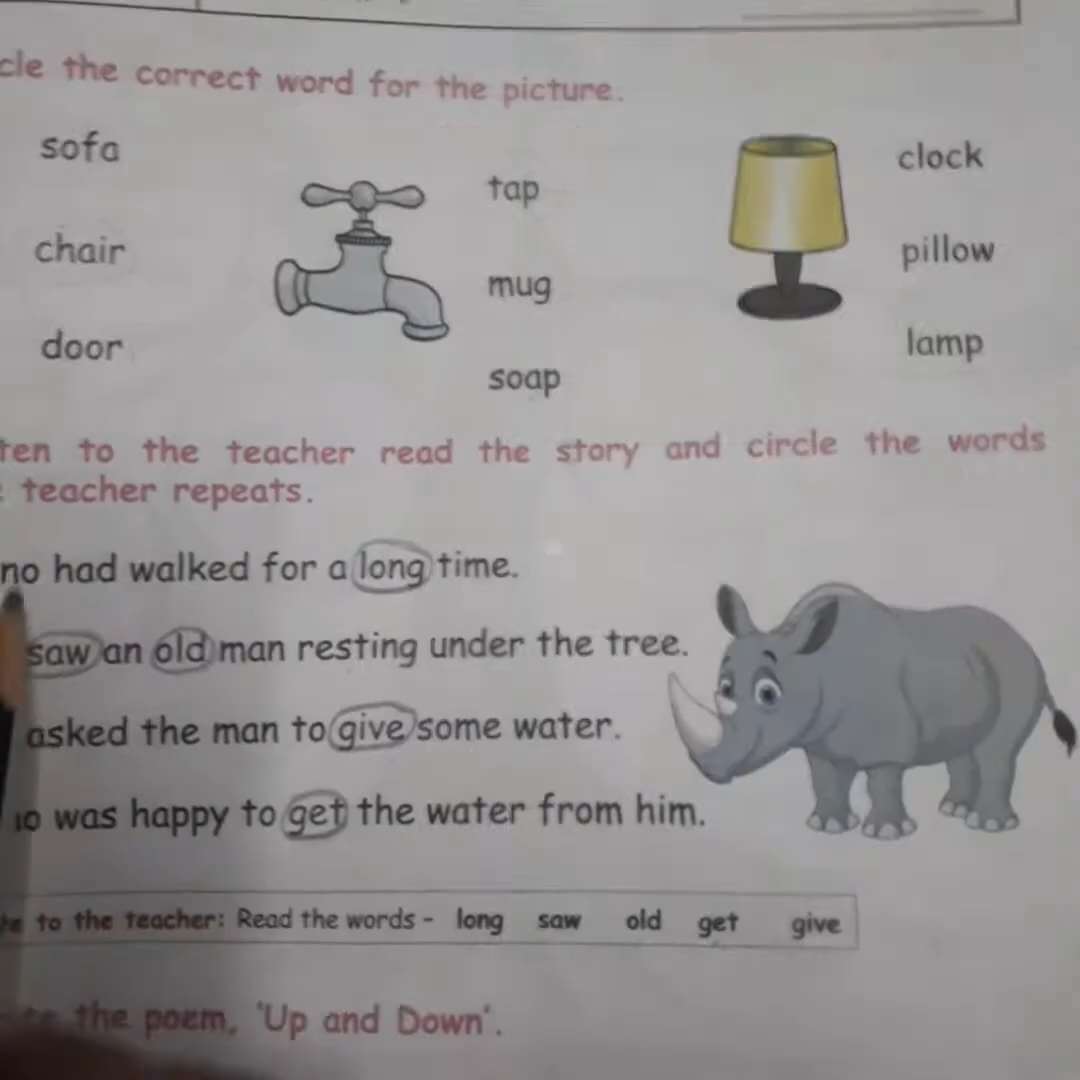 cle the correct word for the picture.
sofa
chair
door
tap
mug
soap
clock
pillow
lamp
ten to the teacher read the story and circle the words
teacher repeats.
no had walked for a long time.
saw an old man resting under the tree.
asked the man to give some water.
was happy to get the water from him.
to the teacher: Read the words - long saw old get give
the poem, 'Up and Down'.